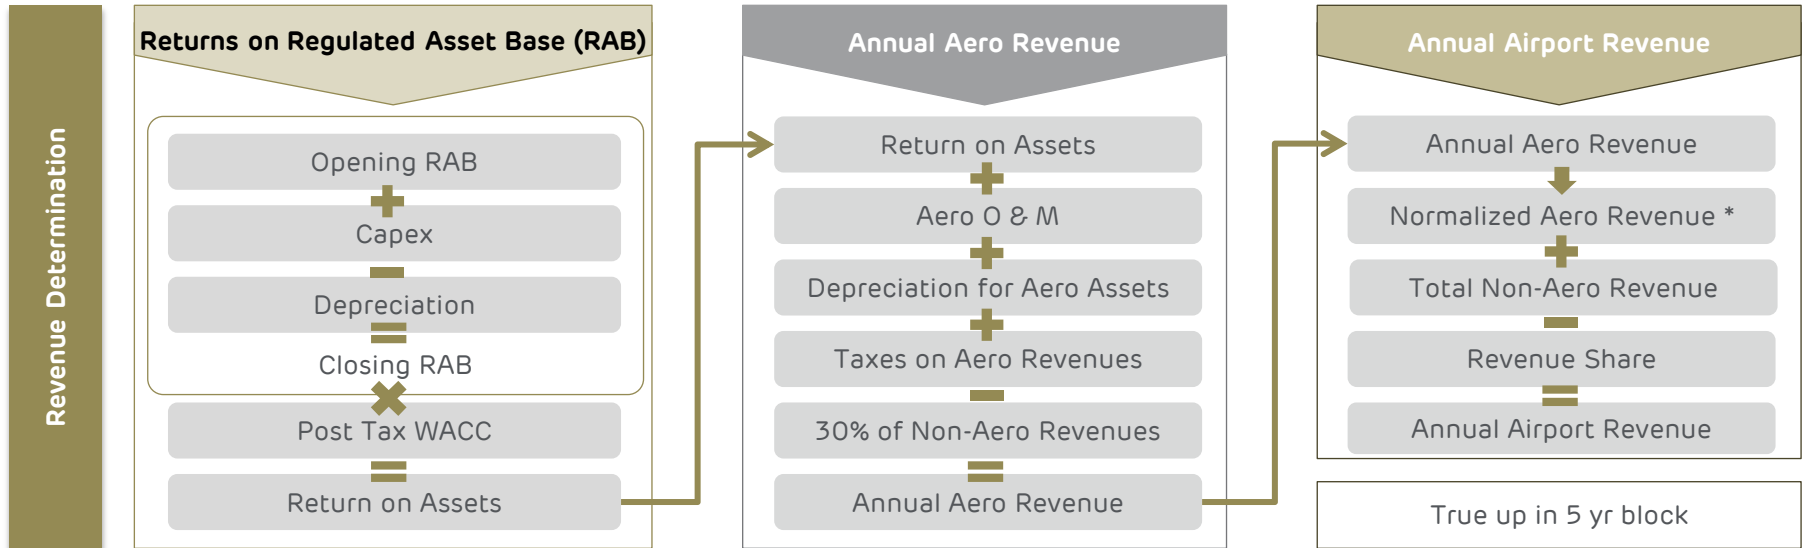 Revenue Determination
Returns on Regulated Asset Base (RAB)
Opening RAB
Capex
Depreciation
Closing RAB
Post Tax WACC
Return on Assets
Annual Aero Revenue
Return on Assets
Aero O & M
Depreciation for Aero Assets
Taxes on Aero Revenues
30% of Non-Aero Revenues
Annual Aero Revenue
Annual Airport Revenue
Annual Aero Revenue
Normalized Aero Revenue *
Total Non-Aero Revenue
Revenue Share
Annual Airport Revenue
True up in 5 yr block